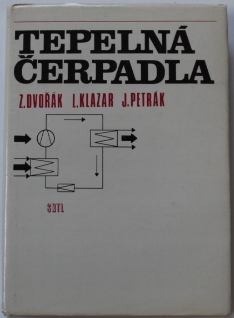 TEPELNÁ
ČERPADLA
Z.DVOŘÁK L.KLAZAR J.PETRÁK
SNTL